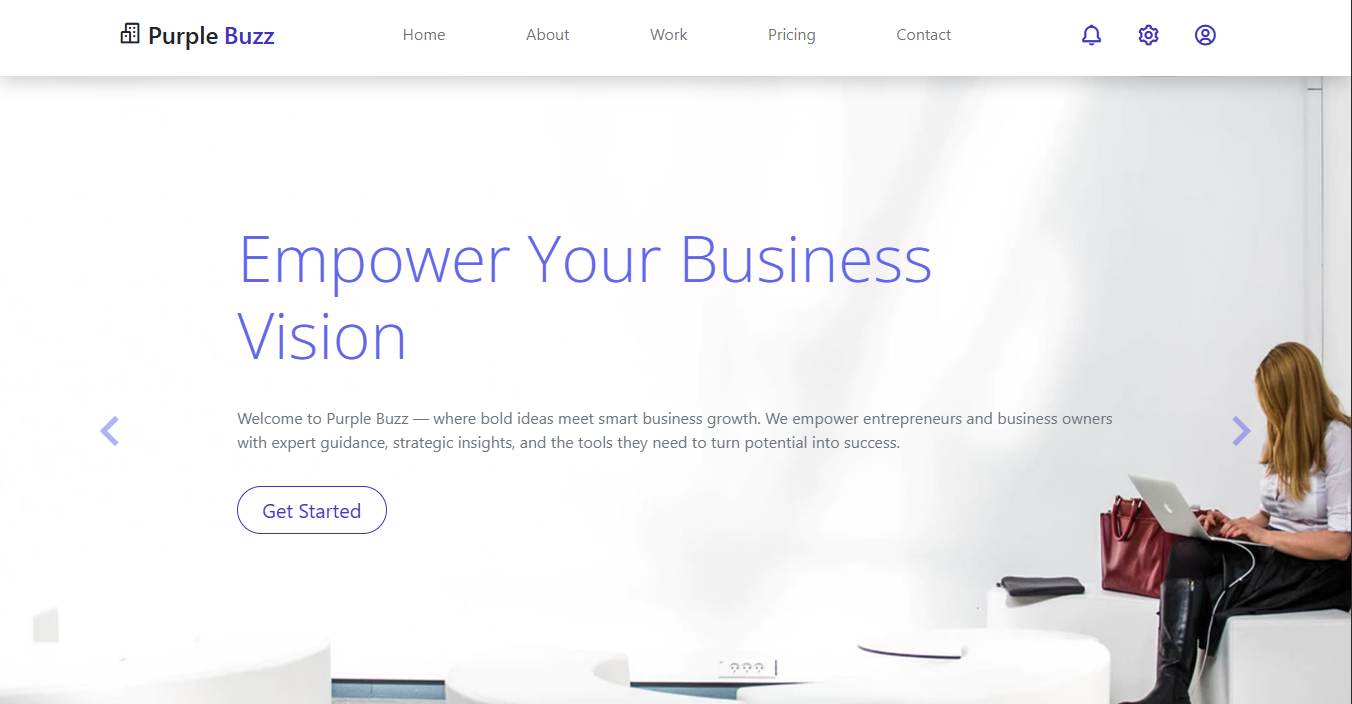 Purple Buzz
Home
About
Work
Pricing
Contact
Empower Your Business
Vision
Welcome to Purple Buzz — where bold ideas meet smart business growth. We empower entrepreneurs and business owners
with expert guidance, strategic insights, and the tools they need to turn potential into success.
Get Started